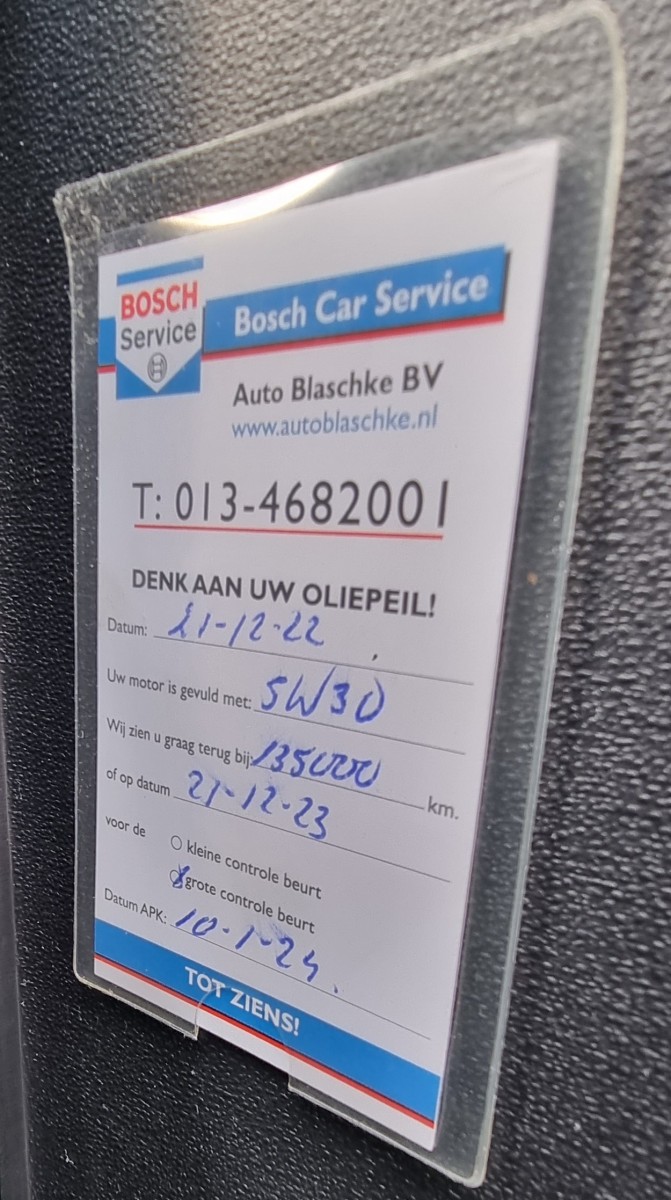 BOSCH
Service
Bosch Car Service
Auto Blaschke BV
www.autoblaschke.nl
T: 013-4682001
DENK AAN UW OLIEPEIL!
Datum: 21-12-22
Uw motor is gevuld met: 5W30
Wij zien u graag terug bij: 135000 km.
of op datum 21-12-23
voor de kleine controle beurt
grote controle beurt
Datum APK: 10-1-24.
TOT ZIENS!